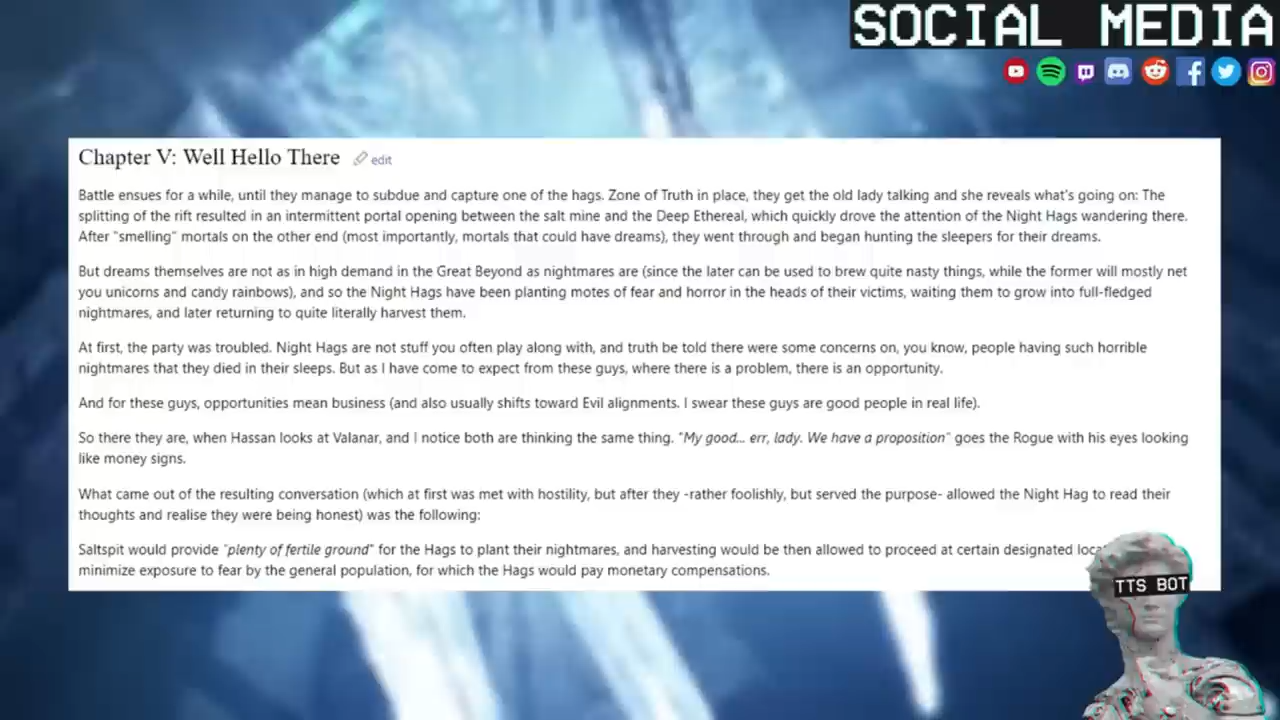 SOCIAL MEDIA
Chapter V: Well Hello There edit
Battle ensues for a while, until they manage to subdue and capture one of the hags. Zone of Truth in place, they get the old lady talking and she reveals what's going on: The
splitting of the rift resulted in an intermittent portal opening between the salt mine and the Deep Ethereal, which quickly drove the attention of the Night Hags wandering there.
After "smelling" mortals on the other end (most importantly, mortals that could have dreams), they went through and began hunting the sleepers for their dreams.
But dreams themselves are not as in high demand in the Great Beyond as nightmares are (since the later can be used to brew quite nasty things, while the former will mostly net
you unicorns and candy rainbows), and so the Night Hags have been planting motes of fear and horror in the heads of their victims, waiting them to grow into full-fledged
nightmares, and later returning to quite literally harvest them.
At first, the party was troubled. Night Hags are not stuff you often play along with, and truth be told there were some concerns on, you know, people having such horrible
nightmares that they died in their sleeps. But as I have come to expect from these guys, where there is a problem, there is an opportunity.
And for these guys, opportunities mean business (and also usually shifts toward Evil alignments. I swear these guys are good people in real life).
So there they are, when Hassan looks at Valanar, and I notice both are thinking the same thing. "My good... err, lady. We have a proposition" goes the Rogue with his eyes looking
like money signs.
What came out of the resulting conversation (which at first was met with hostility, but after they -rather foolishly, but served the purpose- allowed the Night Hag to read their
thoughts and realise they were being honest) was the following:
Saltspit would provide "plenty of fertile ground" for the Hags to plant their nightmares, and harvesting would be then allowed to proceed at certain designated
minimize exposure to fear by the general population, for which the Hags would pay monetary compensations.
TTS BOT